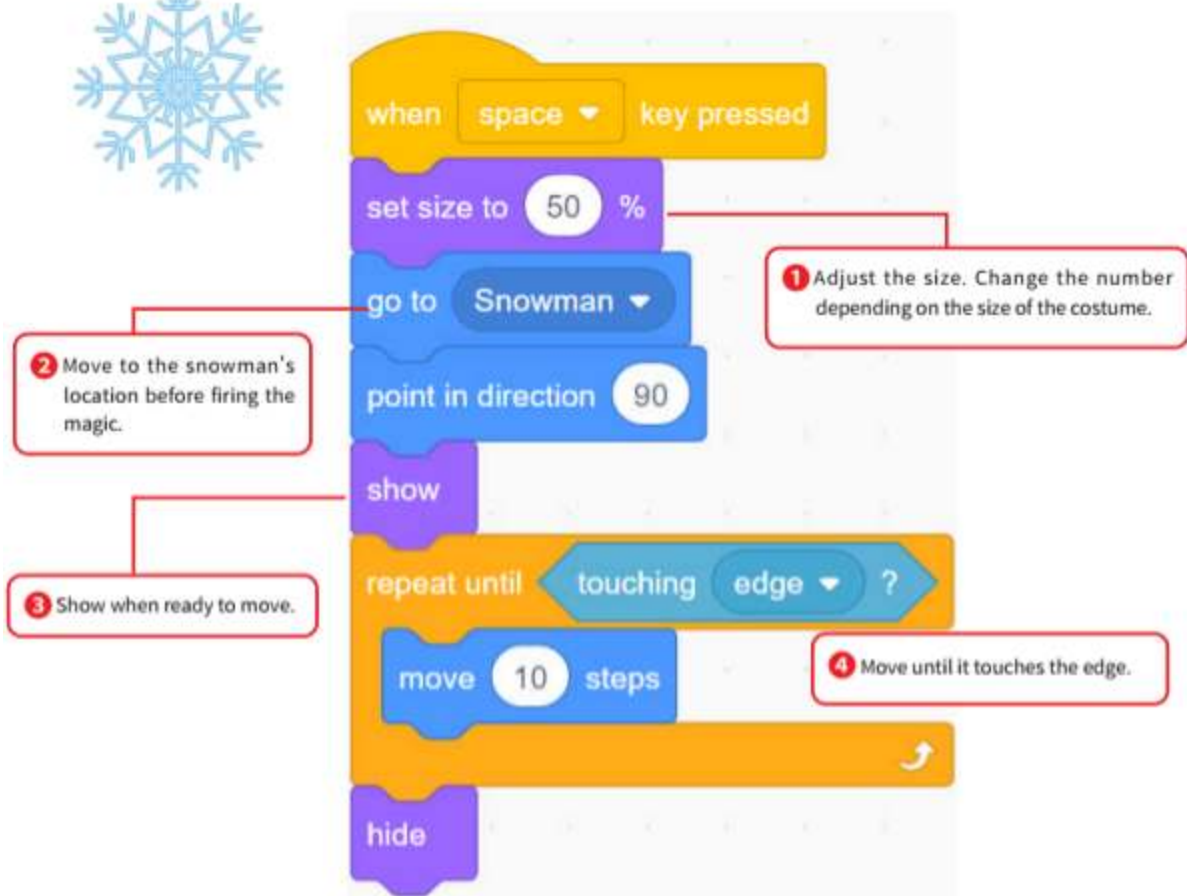 when space key pressed
set size to 50 %
1 Adjust the size. Change the number
depending on the size of the costume.
go to Snowman
2 Move to the snowman's
location before firing the
magic.
point in direction 90
show
3 Show when ready to move.
repeat until touching edge ?
move 10 steps
4 Move until it touches the edge.
hide